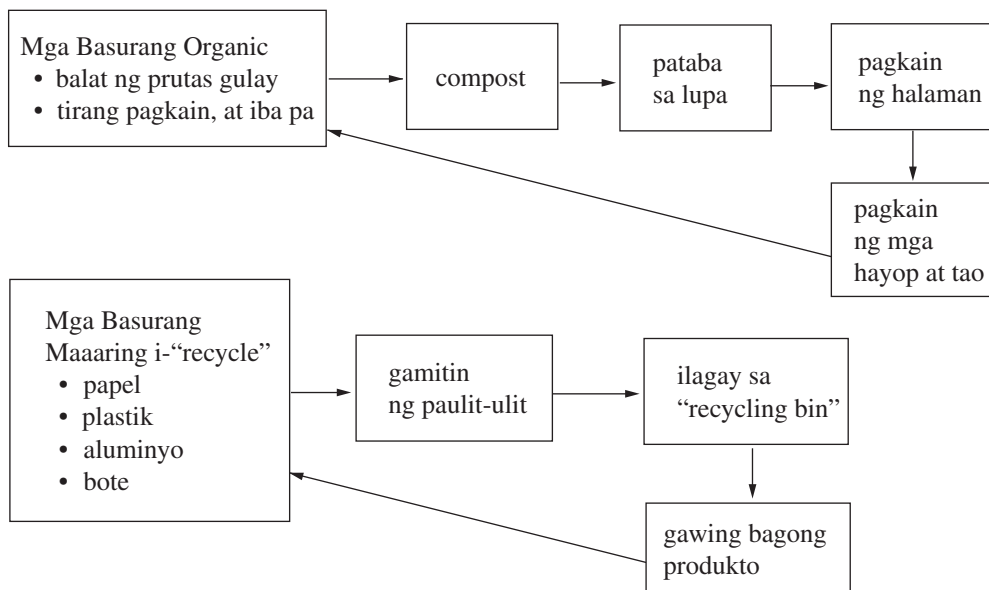 Mga Basurang Organic
• balat ng prutas gulay
• tirang pagkain, at iba pa
compost
pataba
sa lupa
pagkain
ng halaman
pagkain
ng mga
hayop at tao
Mga Basurang
Maaaring i-“recycle”
• papel
• plastik
• aluminyo
• bote
gamitin
ng paulit-ulit
ilagay sa
“recycling bin”
gawing bagong
produkto